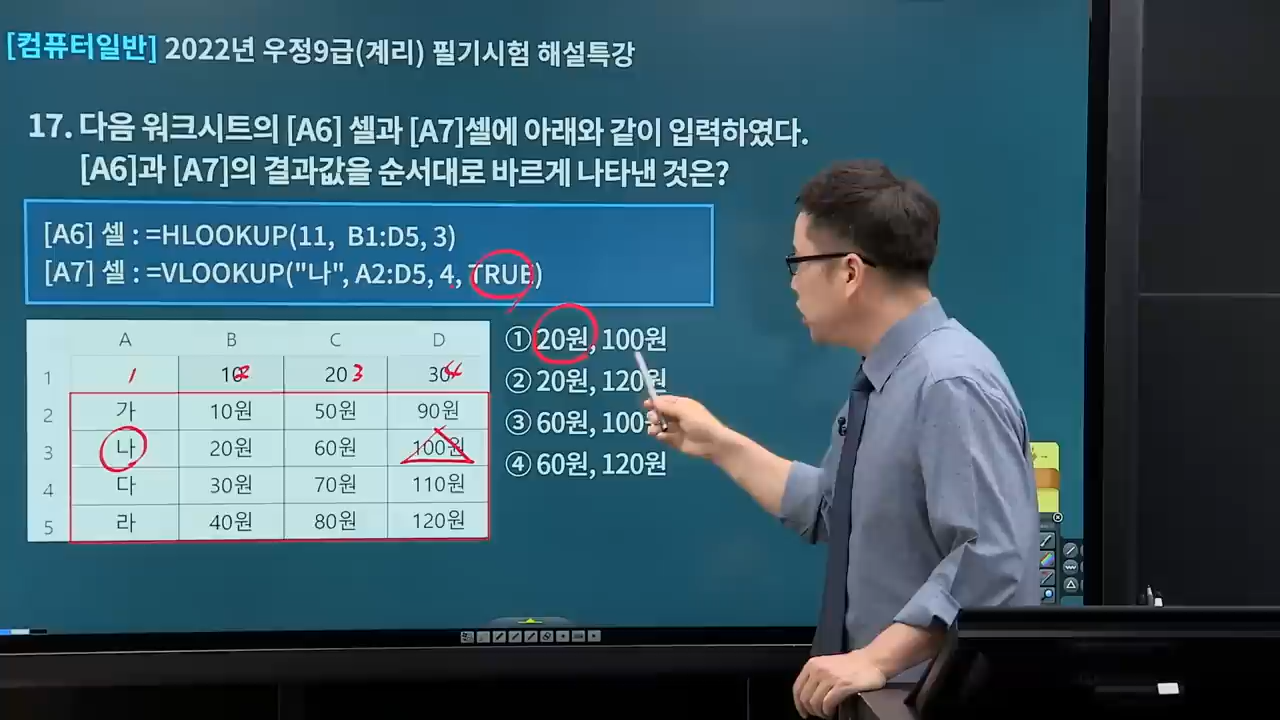 [컴퓨터일반] 2022년 우정9급(계리) 필기시험 해설특강
17. 다음 워크시트의 [A6] 셀과 [A7]셀에 아래와 같이 입력하였다.
[A6]과 [A7]의 결과값을 순서대로 바르게 나타낸 것은?
[A6] 셀 : =HLOOKUP(11, B1:D5, 3)
[A7] 셀 : =VLOOKUP("나", A2:D5, 4, TRUE)
A B C D
1 1 10 2 20 3 30 4
2 가 10원 50원 90원
3 나 20원 60원 100원
4 다 30원 70원 110원
5 라 40원 80원 120원
① 20원, 100원
② 20원, 120원
③ 60원, 100
④ 60원, 120원